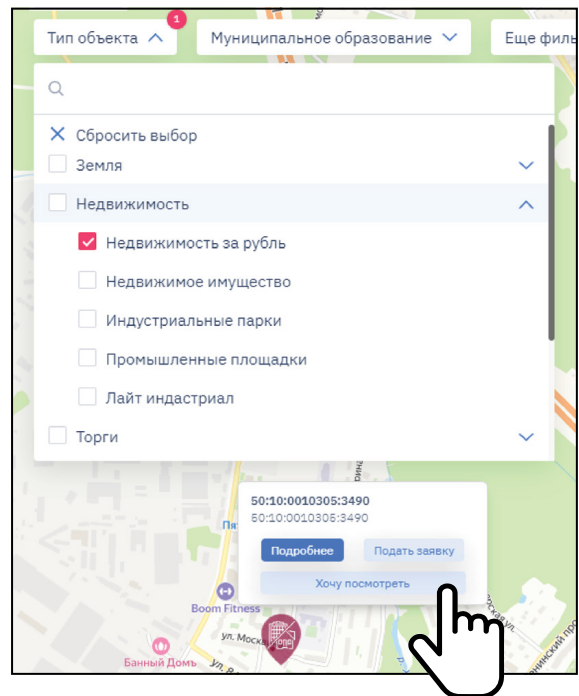 1
Тип объекта
Муниципальное образование
Еще филь
Сбросить выбор
Земля
Недвижимость
Недвижимость за рубль
Недвижимое имущество
Индустриальные парки
Промышленные площадки
Лайт индастриал
Торги
50:10:0010305:3490
50:10:0010305:3490
Подробнее
Подать заявку
Хочу посмотреть
Boom Fitness
ул. Моск
Банный Домъ